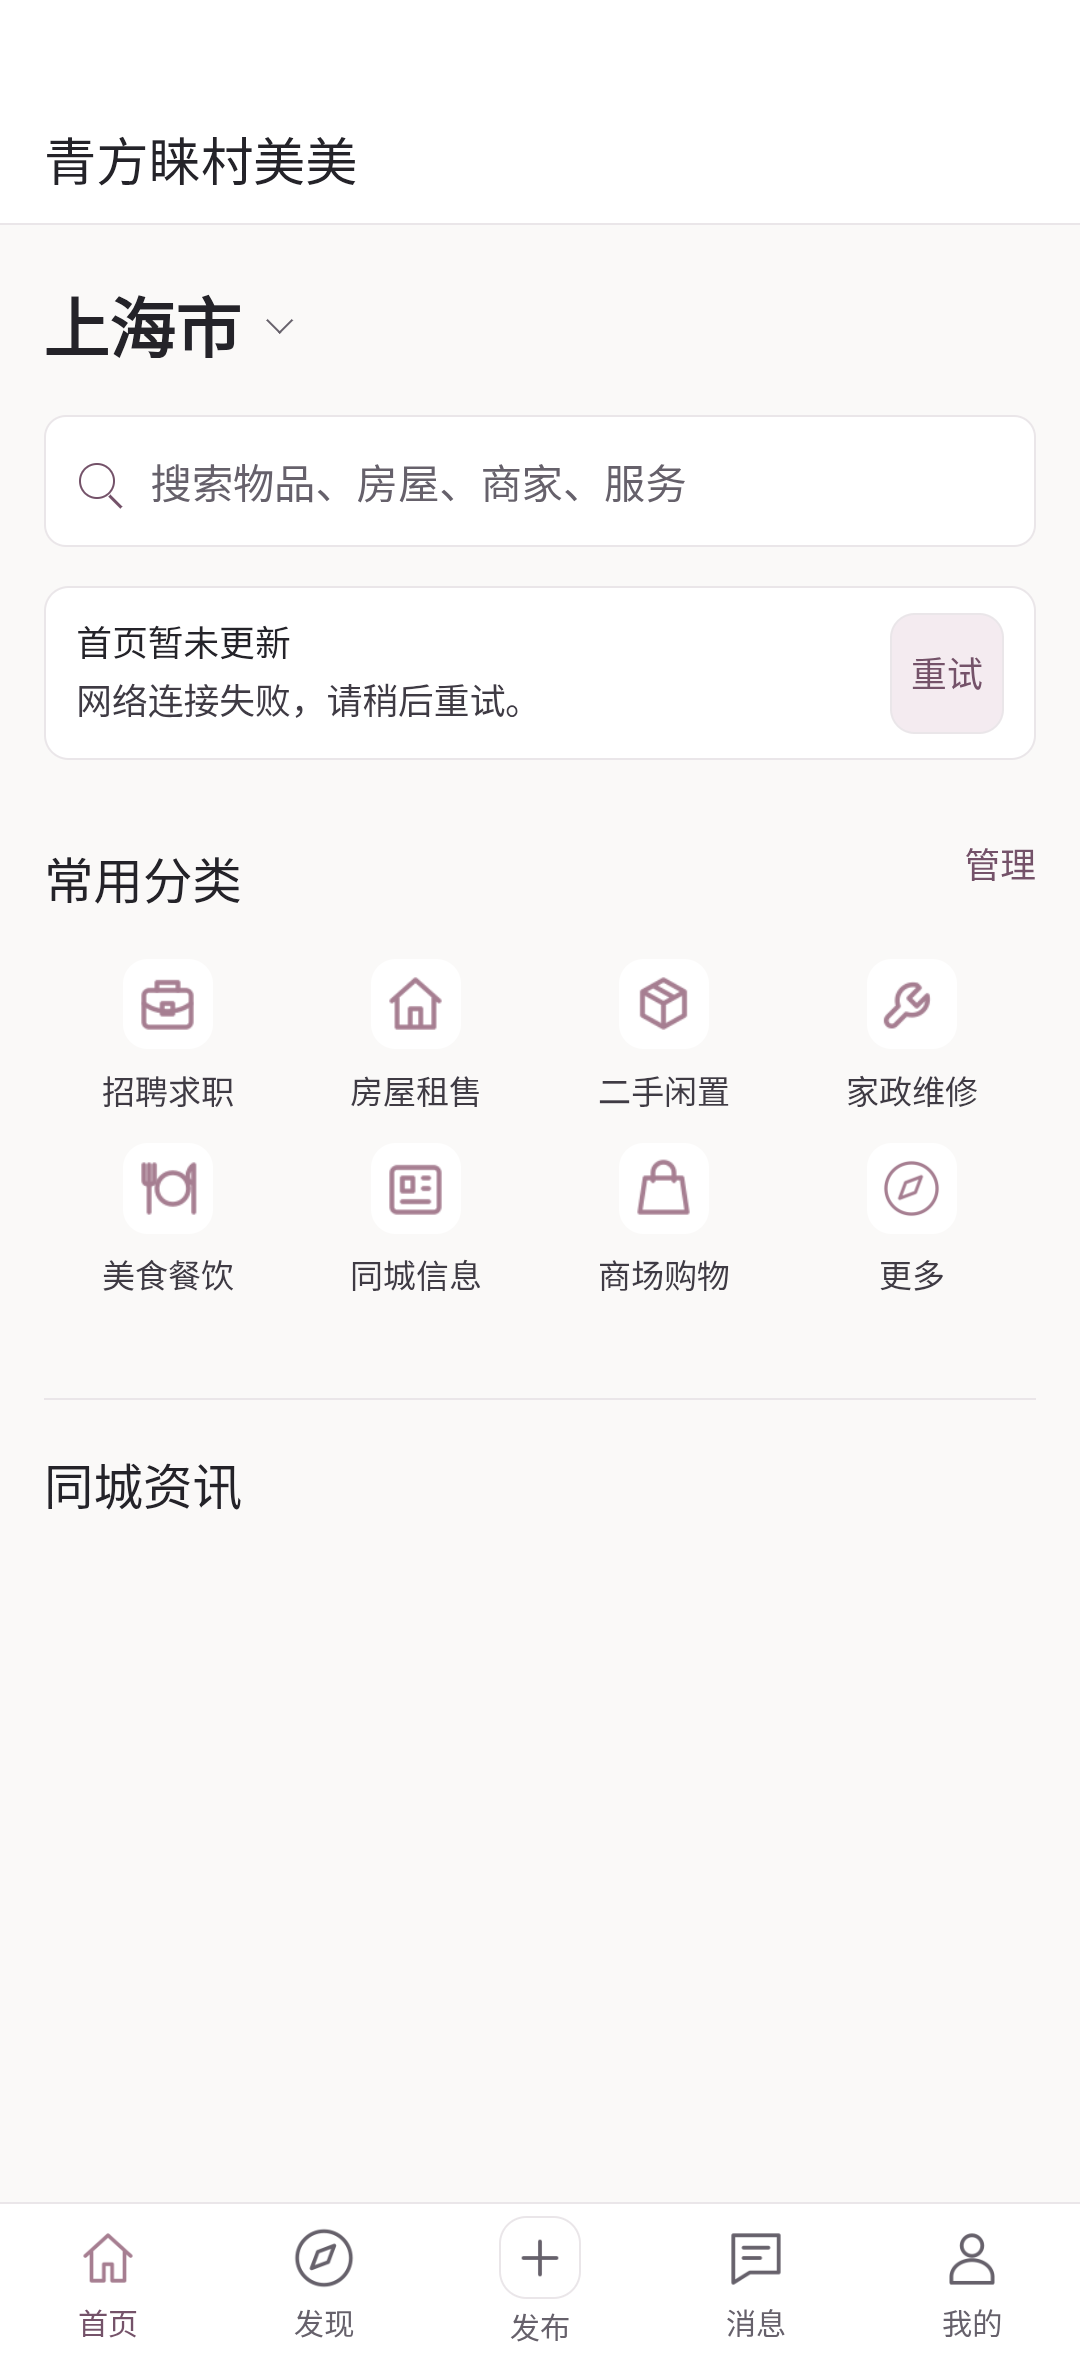 青方睐村美美
上海市
搜索物品、房屋、商家、服务
首页暂未更新
网络连接失败，请稍后重试。
重试
常用分类
管理
招聘求职
房屋租售
二手闲置
家政维修
美食餐饮
同城信息
商场购物
更多
同城资讯
首页
发现
发布
消息
我的